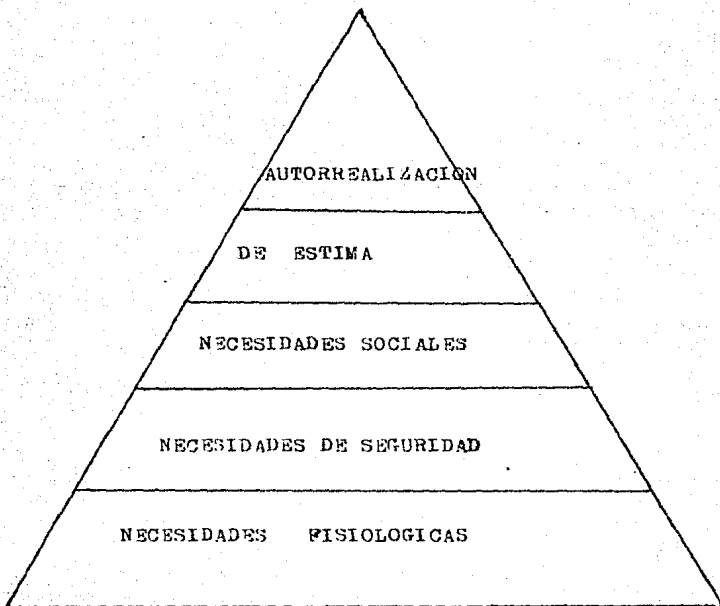 AUTORREALIZACION
DE ESTIMA
NECESIDADES SOCIALES
NECESIDADES DE SEGURIDAD
NECESIDADES FISIOLOGICAS